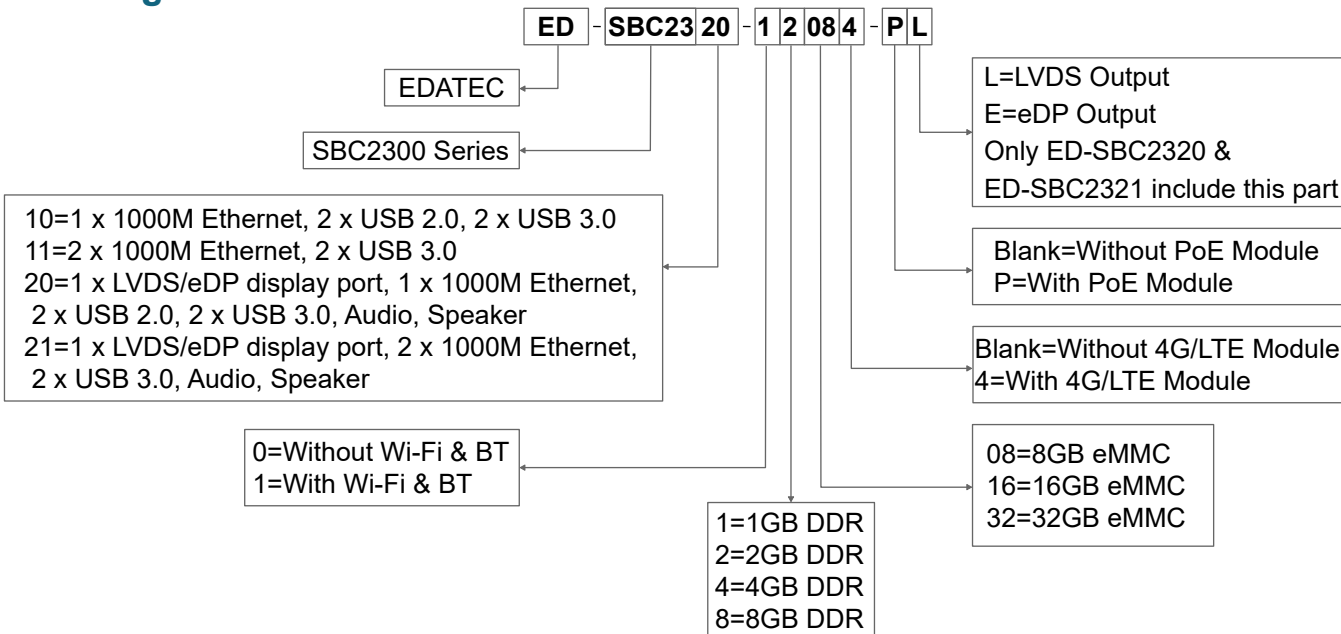 ED - SBC23 20 - 1 2 08 4 - P L
EDATEC
SBC2300 Series
10=1 x 1000M Ethernet, 2 x USB 2.0, 2 x USB 3.0
11=2 x 1000M Ethernet, 2 x USB 3.0
20=1 x LVDS/eDP display port, 1 x 1000M Ethernet,
2 x USB 2.0, 2 x USB 3.0, Audio, Speaker
21=1 x LVDS/eDP display port, 2 x 1000M Ethernet,
2 x USB 3.0, Audio, Speaker
0=Without Wi-Fi & BT
1=With Wi-Fi & BT
1=1GB DDR
2=2GB DDR
4=4GB DDR
8=8GB DDR
L=LVDS Output
E=eDP Output
Only ED-SBC2320 &
ED-SBC2321 include this part
Blank=Without PoE Module
P=With PoE Module
Blank=Without 4G/LTE Module
4=With 4G/LTE Module
08=8GB eMMC
16=16GB eMMC
32=32GB eMMC